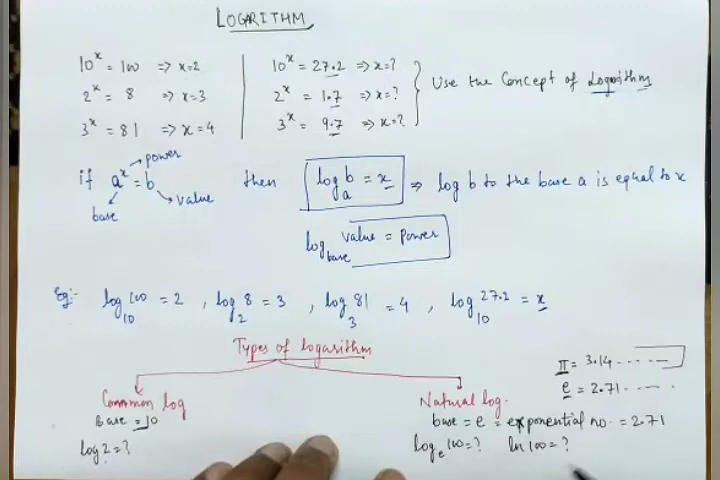 LOGARITHM
10^x = 100 => x=2
2^x = 8 => x=3
3^x = 81 => x=4
10^x = 27.2 => x=?
2^x = 1.7 => x=?
3^x = 9.7 => x=?
Use the Concept of Logarithm
if a^x = b then log_a b = x => log b to the base a is equal to x
power
base
value
log_base value = power
Eg:- log_10 100 = 2 , log_2 8 = 3 , log_3 81 = 4 , log_10 27.2 = x
Types of logarithm
Common log
Base = 10
log 2 = ?
π = 3.14 ......
e = 2.71 .....
Natural log.
base = e = exponential no. = 2.71
log_e 100 = ? ln 100 = ?